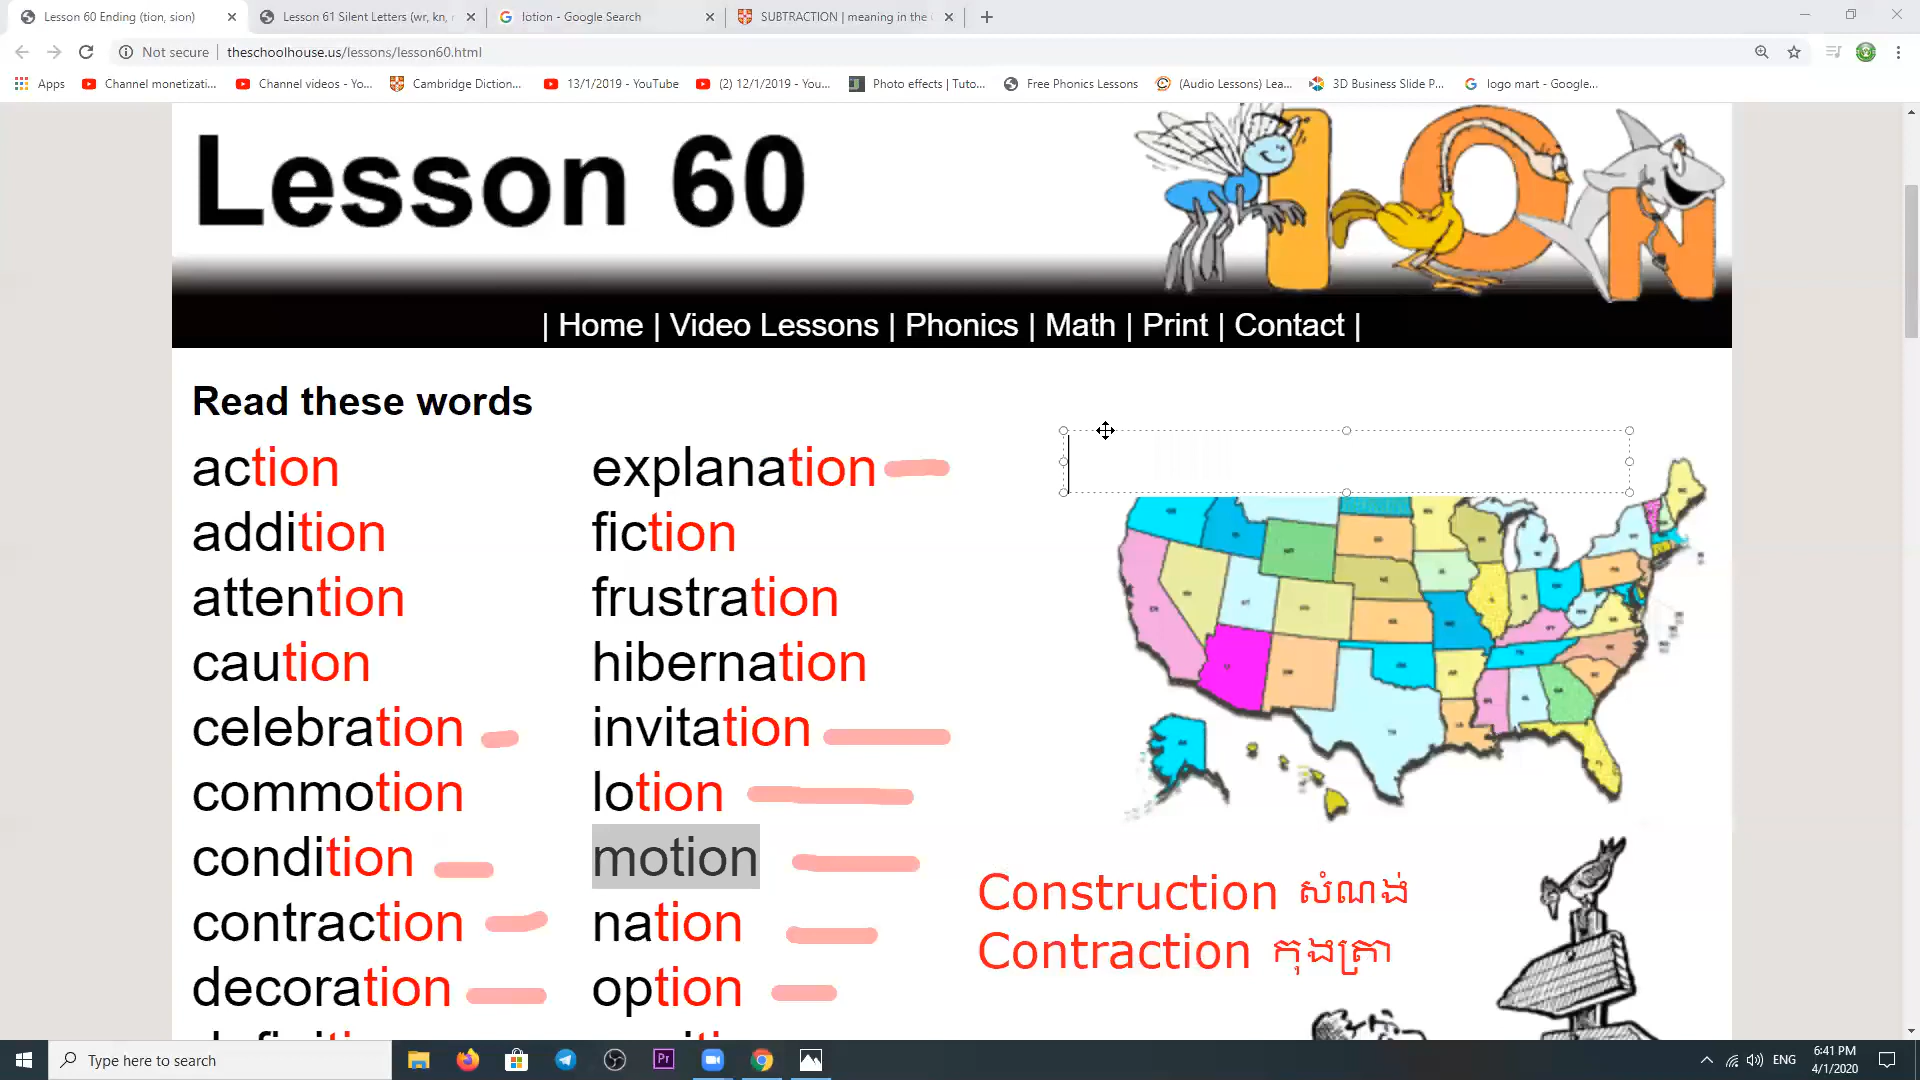 Lesson 60 Ending (tion, sion)
Lesson 61 Silent Letters (wr, kn,
lotion - Google Search
SUBTRACTION | meaning in the
Not secure
theschoolhouse.us/lessons/lesson60.html
Apps
Channel monetizati...
Channel videos - Yo...
Cambridge Diction...
13/1/2019 - YouTube
(2) 12/1/2019 - You...
Photo effects | Tuto...
Free Phonics Lessons
(Audio Lessons) Lea...
3D Business Slide P...
logo mart - Google...
Lesson 60
ION
| Home | Video Lessons | Phonics | Math | Print | Contact |
Read these words
action
addition
attention
caution
celebration
commotion
condition
contraction
decoration
explanation
fiction
frustration
hibernation
invitation
lotion
motion
nation
option
Construction សំណង់
Contraction កុងត្រា
Type here to search
Pr
ENG
6:41 PM
4/1/2020